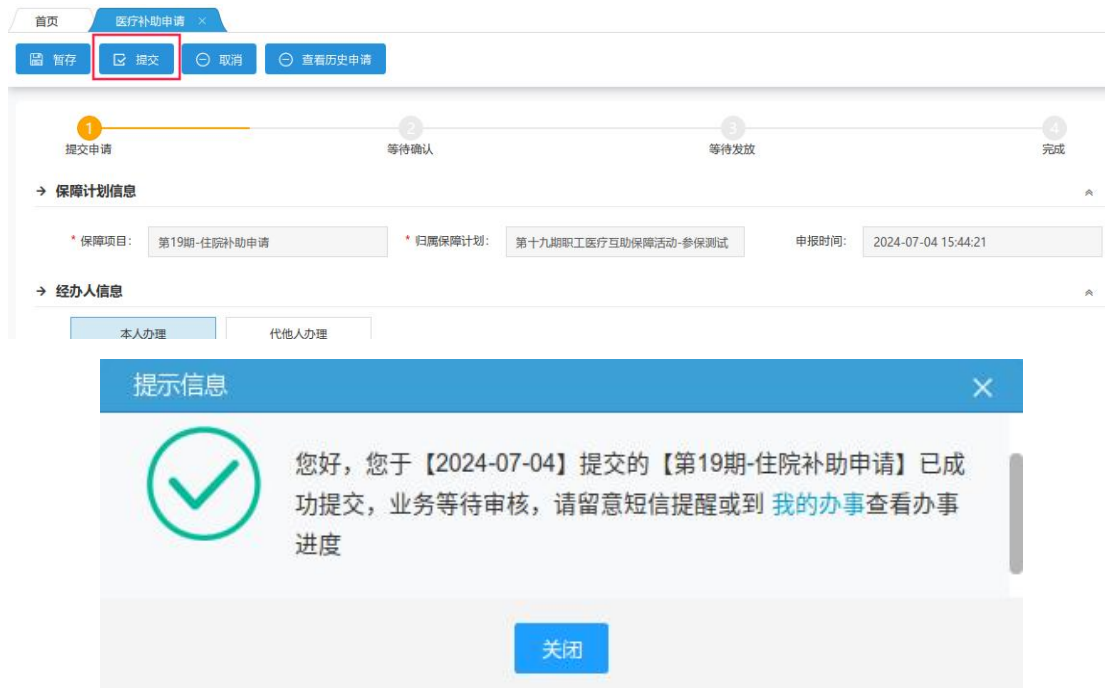 首页 医疗补助申请 ×
暂存 提交 取消 查看历史申请
1 2 3 4
提交申请 等待确认 等待发放 完成
保障计划信息
* 保障项目: 第19期-住院补助申请 * 归属保障计划: 第十九期职工医疗互助保障活动-参保测试 申报时间: 2024-07-04 15:44:21
经办人信息
本人办理 代他人办理
提示信息
您好，您于【2024-07-04】提交的【第19期-住院补助申请】已成
功提交，业务等待审核，请留意短信提醒或到 我的办事查看办事
进度
关闭